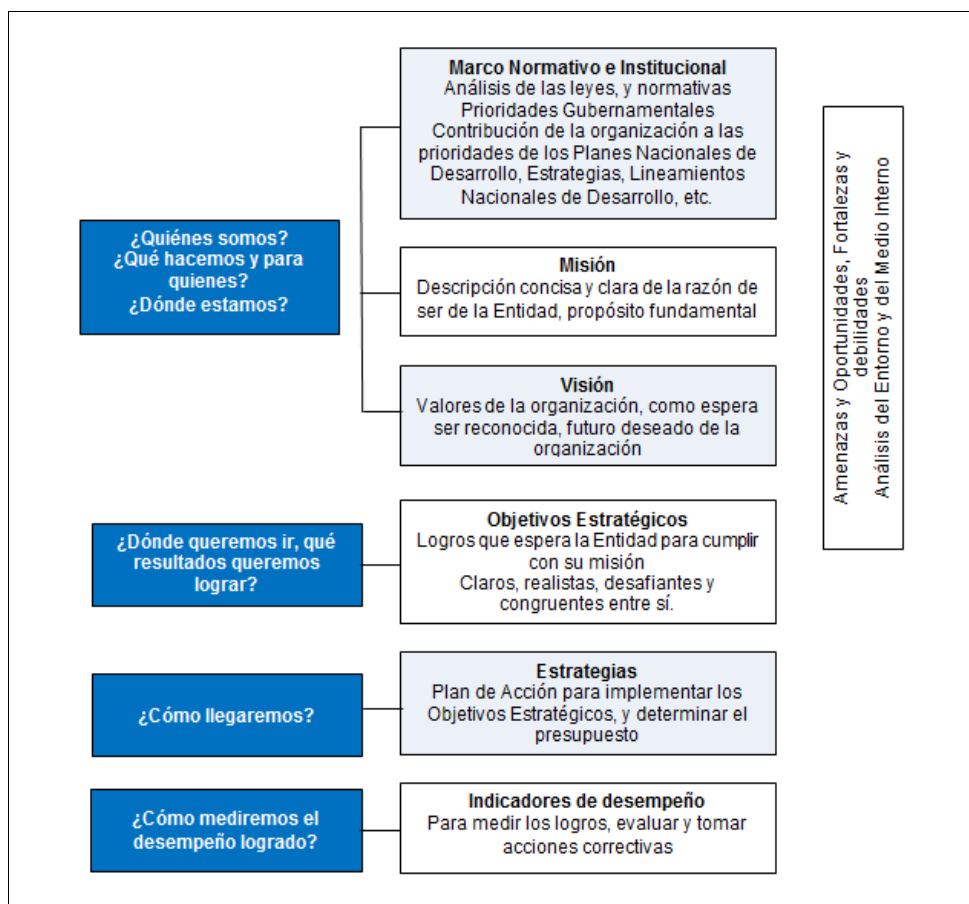 ¿Quiénes somos?
¿Qué hacemos y para
quienes?
¿Dónde estamos?
Marco Normativo e Institucional
Análisis de las leyes, y normativas
Prioridades Gubernamentales
Contribución de la organización a las
prioridades de los Planes Nacionales de
Desarrollo, Estrategias, Lineamientos
Nacionales de Desarrollo, etc.
Misión
Descripción concisa y clara de la razón de
ser de la Entidad, propósito fundamental
Visión
Valores de la organización, como espera
ser reconocida, futuro deseado de la
organización
¿Dónde queremos ir, qué
resultados queremos
lograr?
Objetivos Estratégicos
Logros que espera la Entidad para cumplir
con su misión
Claros, realistas, desafiantes y
congruentes entre sí.
¿Cómo llegaremos?
Estrategias
Plan de Acción para implementar los
Objetivos Estratégicos, y determinar el
presupuesto
¿Cómo mediremos el
desempeño logrado?
Indicadores de desempeño
Para medir los logros, evaluar y tomar
acciones correctivas
Amenazas y Oportunidades, Fortalezas y
debilidades
Análisis del Entorno y del Medio Interno